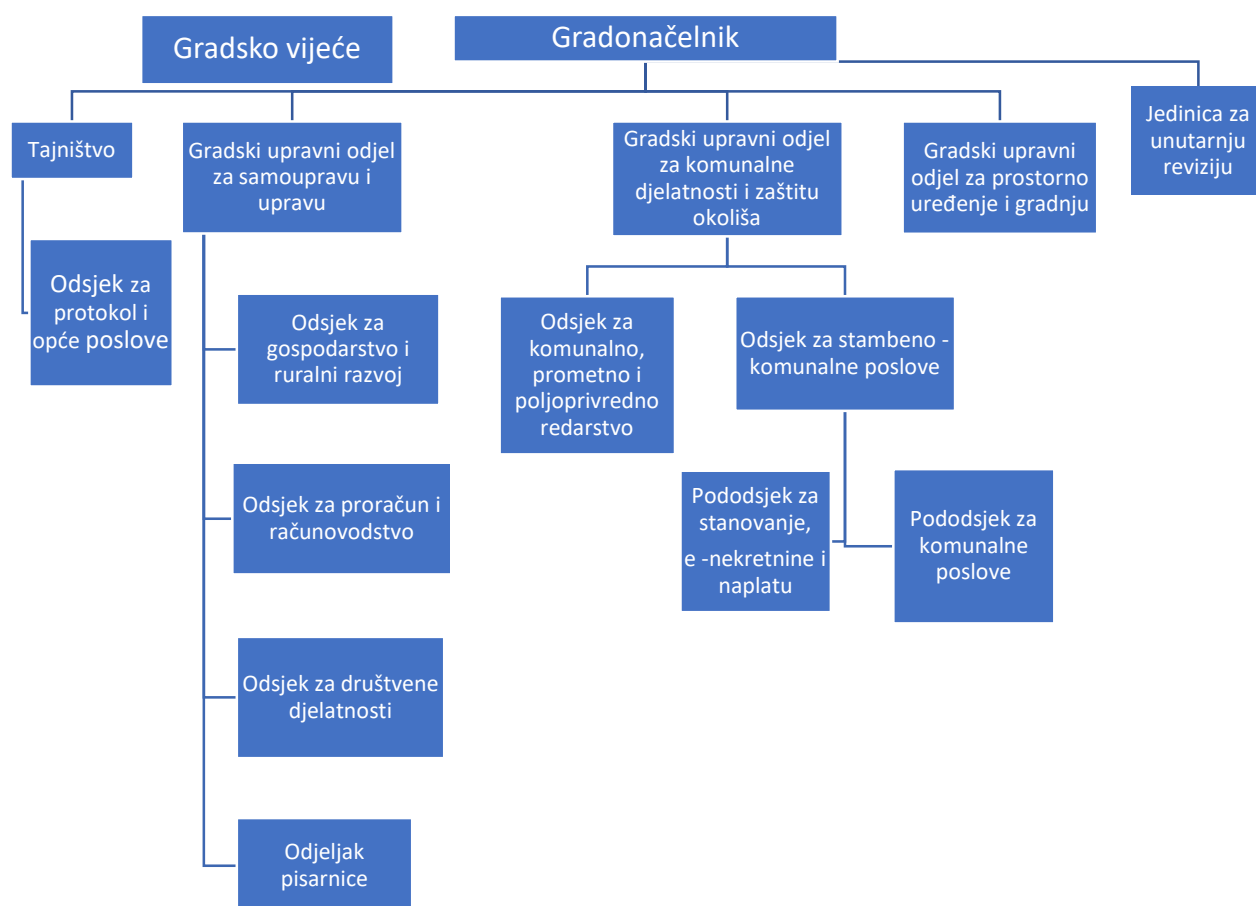 Gradsko vijeće
Gradonačelnik
Tajništvo
Gradski upravni odjel
za samoupravu i
upravu
Gradski upravni odjel
za komunalne
djelatnosti i zaštitu
okoliša
Gradski upravni
odjel za prostorno
uređenje i gradnju
Jedinica za
unutarnju
reviziju
Odsjek za
protokol i
opće poslove
Odsjek za
gospodarstvo i
ruralni razvoj
Odsjek za proračun i
računovodstvo
Odsjek za društvene
djelatnosti
Odjeljak
pisarnice
Odsjek za
komunalno,
prometno i
poljoprivredno
redarstvo
Odsjek za stambeno -
komunalne poslove
Pododsjek za
stanovanje,
e -nekretnine i
naplatu
Pododsjek za
komunalne
poslove